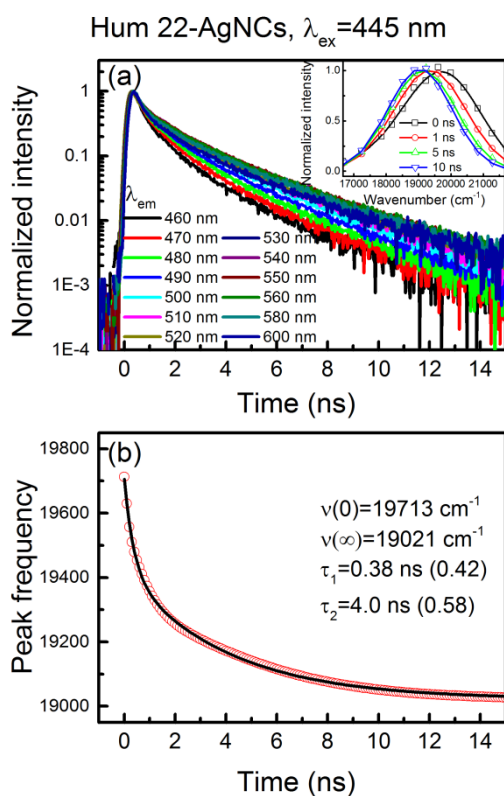 Hum 22-AgNCs, λex=445 nm
(a)
Normalized intensity
1
0.1
0.01
1E-3
1E-4
λem
460 nm
470 nm 530 nm
480 nm 540 nm
490 nm 550 nm
500 nm 560 nm
510 nm 580 nm
520 nm 600 nm
Normalized intensity
1.0
0.5
0.0
0 ns
1 ns
5 ns
10 ns
17000 18000 19000 20000 21000
Wavenumber (cm⁻¹)
0 2 4 6 8 10 12 14
Time (ns)
(b)
Peak frequency
19800
19600
19400
19200
19000
ν(0)=19713 cm⁻¹
ν(∞)=19021 cm⁻¹
τ₁=0.38 ns (0.42)
τ₂=4.0 ns (0.58)
0 2 4 6 8 10 12 14
Time (ns)